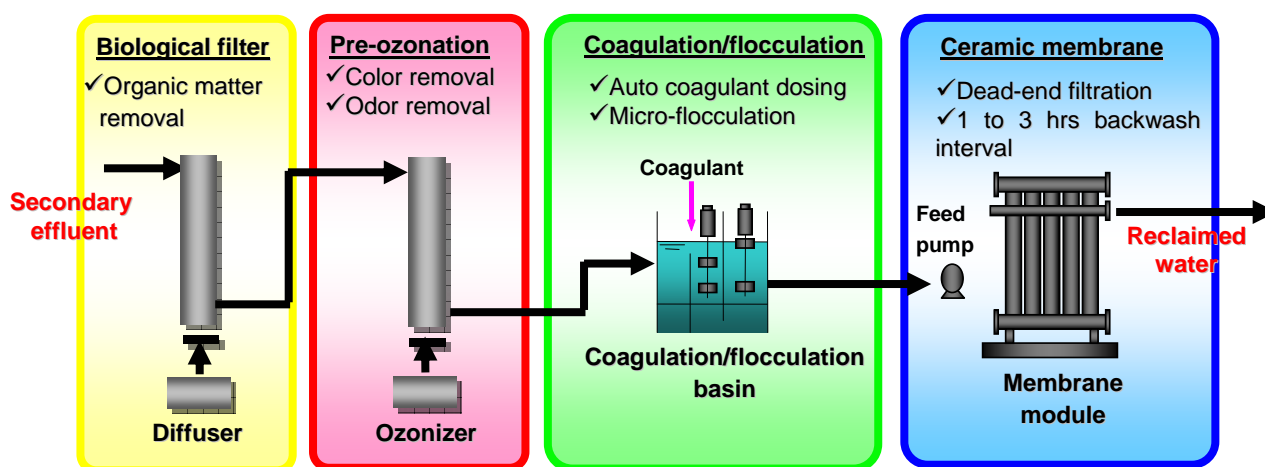 Biological filter
✓Organic matter
removal
Secondary
effluent
Diffuser
Pre-ozonation
✓Color removal
✓Odor removal
Ozonizer
Coagulation/flocculation
✓Auto coagulant dosing
✓Micro-flocculation
Coagulant
Coagulation/flocculation
basin
Ceramic membrane
✓Dead-end filtration
✓1 to 3 hrs backwash
interval
Feed
pump
Reclaimed
water
Membrane
module